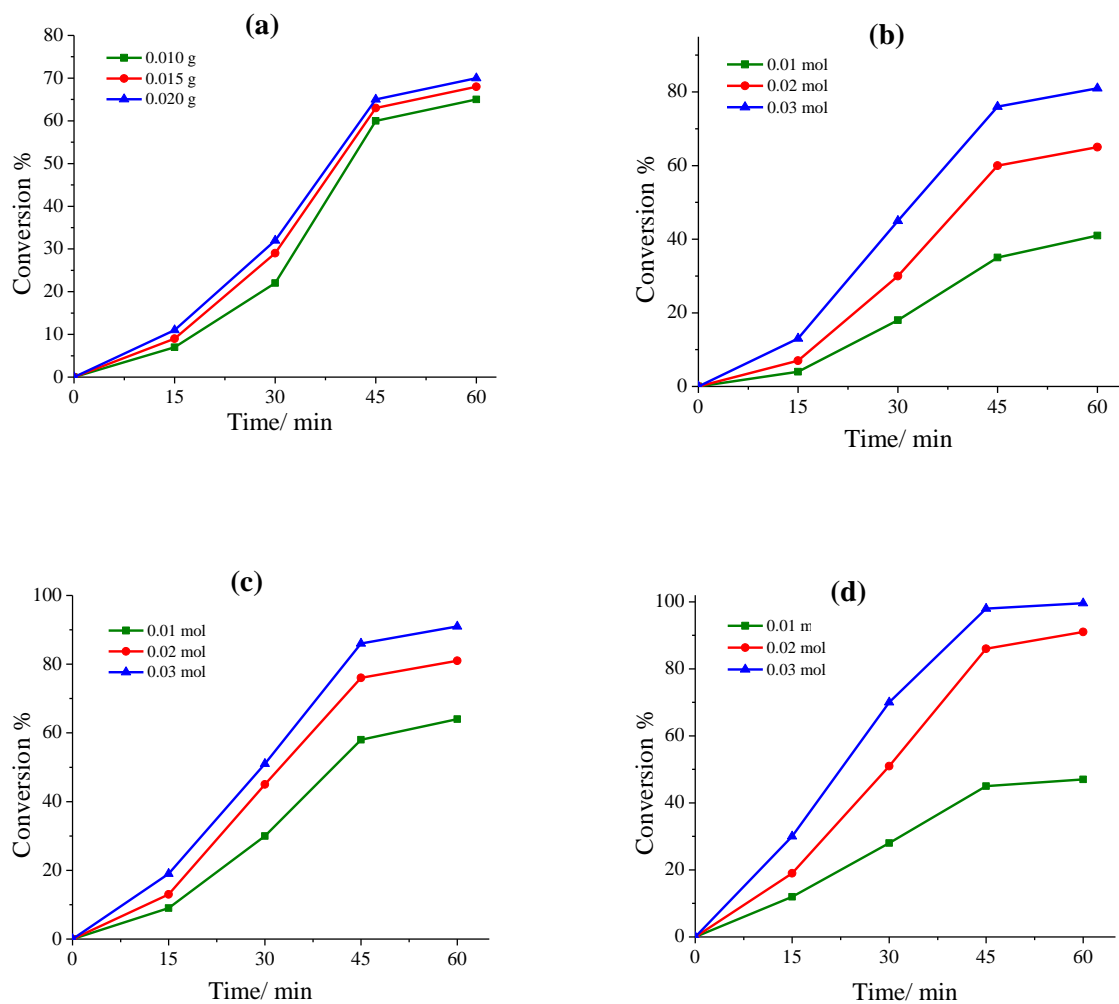 (a)
0.010 g
0.015 g
0.020 g
80
70
60
50
40
30
20
10
0
Conversion %
0 15 30 45 60
Time/ min
(b)
0.01 mol
0.02 mol
0.03 mol
80
60
40
20
0
Conversion %
0 15 30 45 60
Time/ min
(c)
0.01 mol
0.02 mol
0.03 mol
100
80
60
40
20
0
Conversion %
0 15 30 45 60
Time/ min
(d)
0.01 m
0.02 mol
0.03 mol
100
80
60
40
20
0
Conversion %
0 15 30 45 60
Time/ min